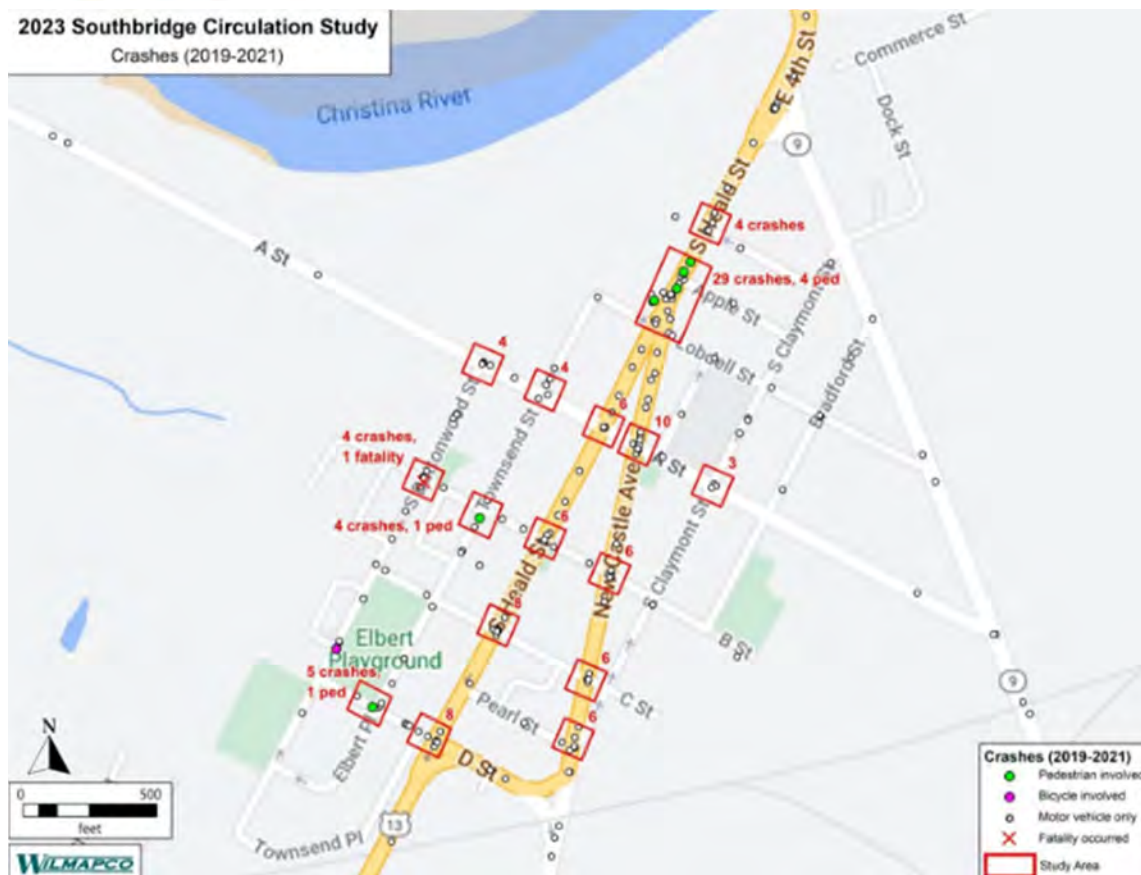 2023 Southbridge Circulation Study
Crashes (2019-2021)
Christina River
E 4th St
Commerce St
Dock St
9
S Heald St
4 crashes
A St
29 crashes, 4 ped
Apple St
Lobdell St
S Claymont St
Bradford St
4
4
6
10
A St
3
4 crashes,
1 fatality
Townsend St
4 crashes, 1 ped
6
New Castle Ave
6
S Claymont St
S Heald St
8
B St
Elbert
Playground
5 crashes,
1 ped
6
C St
9
Pearl St
8
6
Elbert Pl
D St
13
Townsend Pl
N
0 500
feet
WILMAPCO
Crashes (2019-2021)
Pedestrian involved
Bicycle involved
Motor vehicle only
Fatality occurred
Study Area